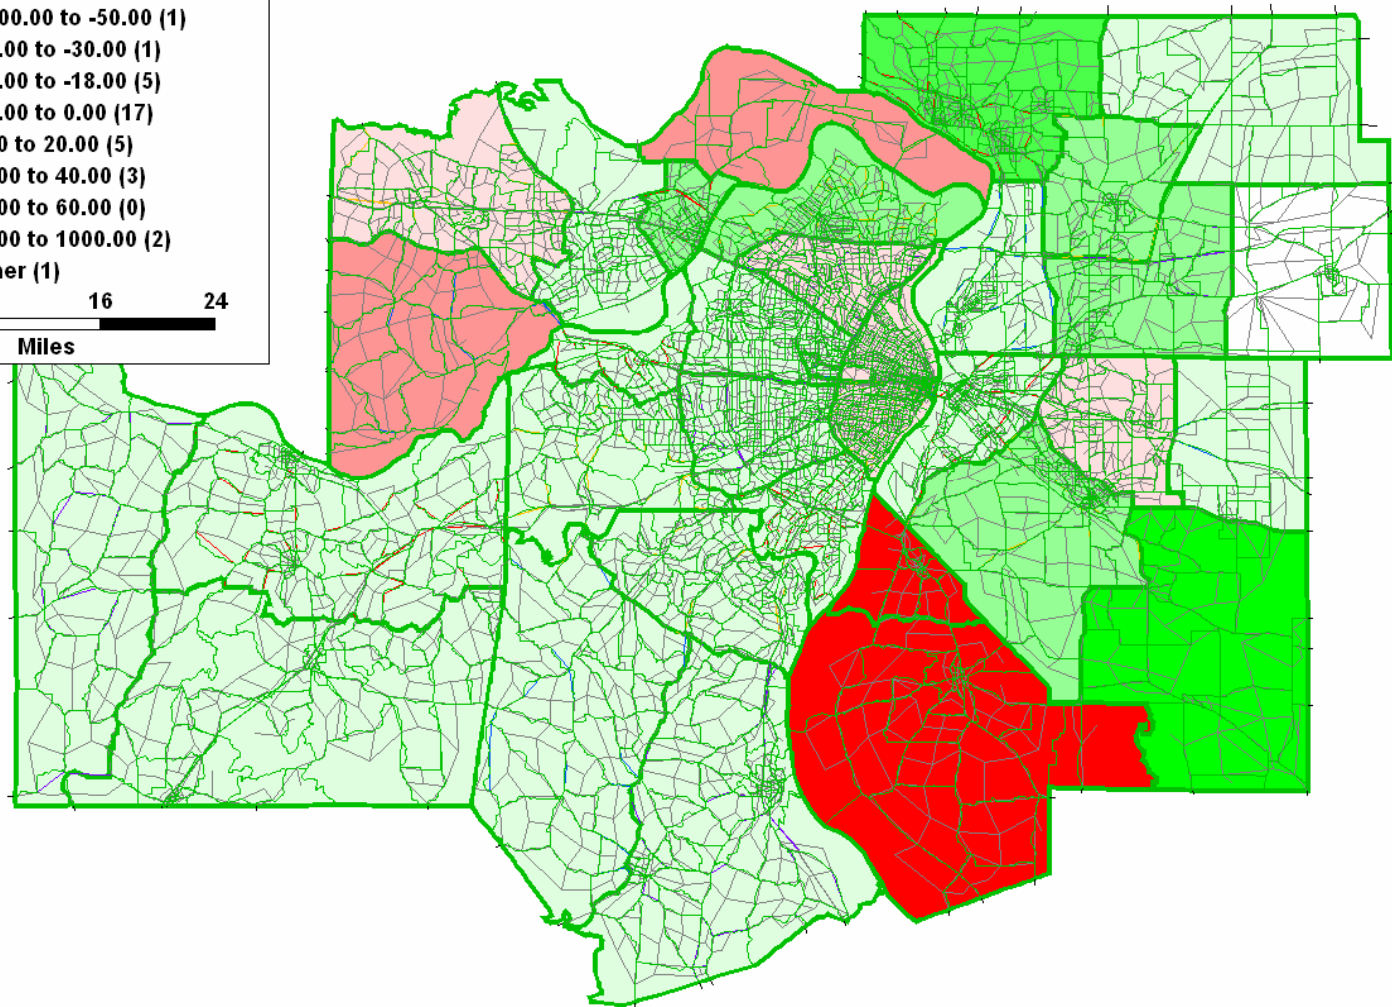 00.00 to -50.00 (1)
.00 to -30.00 (1)
.00 to -18.00 (5)
.00 to 0.00 (17)
0 to 20.00 (5)
00 to 40.00 (3)
00 to 60.00 (0)
00 to 1000.00 (2)
ner (1)
16 24
Miles